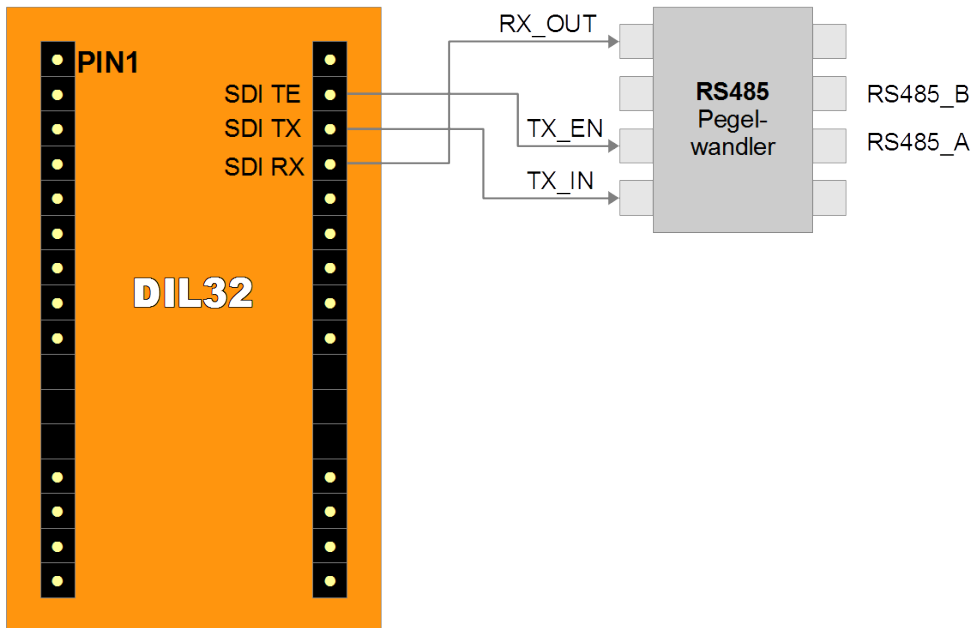 PIN1
SDI TE
SDI TX
SDI RX
DIL32
RX_OUT
TX_EN
TX_IN
RS485
Pegel-
wandler
RS485_B
RS485_A